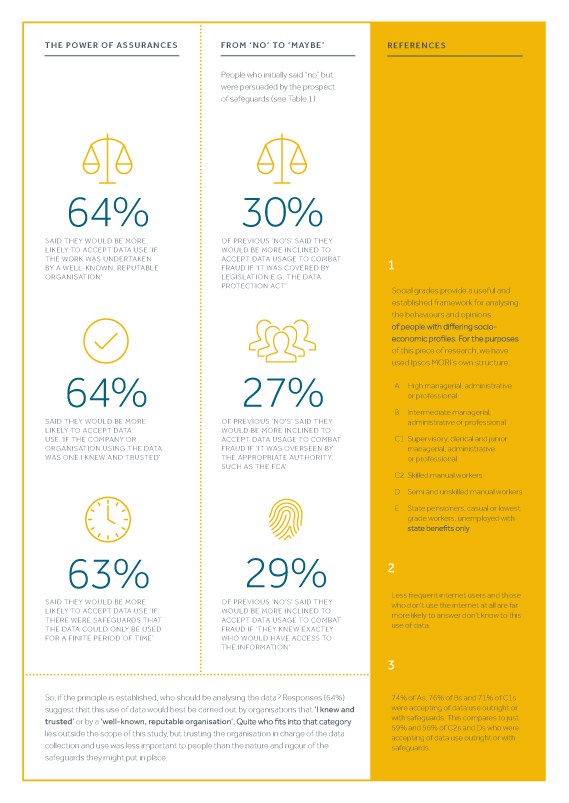 THE POWER OF ASSURANCES
64%
SAID THEY WOULD BE MORE
LIKELY TO ACCEPT DATA USE 'IF
THE WORK WAS UNDERTAKEN
BY A WELL-KNOWN, REPUTABLE
ORGANISATION'
64%
SAID THEY WOULD BE MORE
LIKELY TO ACCEPT DATA
USE 'IF THE COMPANY OR
ORGANISATION USING THE DATA
WAS ONE I KNEW AND TRUSTED'
63%
SAID THEY WOULD BE MORE
LIKELY TO ACCEPT DATA USE 'IF
THERE WERE SAFEGUARDS THAT
THE DATA COULD ONLY BE USED
FOR A FINITE PERIOD OF TIME'
FROM 'NO' TO 'MAYBE'
People who initially said "no" but
were persuaded by the prospect
of safeguards (see Table 1).
30%
OF PREVIOUS 'NO'S' SAID THEY
WOULD BE MORE INCLINED TO
ACCEPT DATA USAGE TO COMBAT
FRAUD IF 'IT WAS COVERED BY
LEGISLATION E.G. THE DATA
PROTECTION ACT'
27%
OF PREVIOUS 'NO'S' SAID THEY
WOULD BE MORE INCLINED TO
ACCEPT DATA USAGE TO COMBAT
FRAUD IF 'IT WAS OVERSEEN BY
THE APPROPRIATE AUTHORITY,
SUCH AS THE FCA'
29%
OF PREVIOUS 'NO'S' SAID THEY
WOULD BE MORE INCLINED TO
ACCEPT DATA USAGE TO COMBAT
FRAUD IF 'THEY KNEW EXACTLY
WHO WOULD HAVE ACCESS TO
THE INFORMATION'
So, if the principle is established, who should be analysing the data? Responses (64%)
suggest that this use of data would best be carried out by organisations that 'I knew and
trusted' or by a 'well-known, reputable organisation'. Quite who fits into that category
lies outside the scope of this study, but trusting the organisation in charge of the data
collection and use was less important to people than the nature and rigour of the
safeguards they might put in place.
REFERENCES
1
Social grades provide a useful and
established framework for analysing
the behaviours and opinions
of people with differing socio-
economic profiles. For the purposes
of this piece of research, we have
used Ipsos MORI's own structure:
A High managerial, administrative
or professional
B Intermediate managerial,
administrative or professional
C1 Supervisory, clerical and junior
managerial, administrative
or professional
C2 Skilled manual workers
D Semi and unskilled manual workers
E State pensioners, casual or lowest
grade workers, unemployed with
state benefits only
2
Less frequent internet users and those
who don't use the internet at all are far
more likely to answer don't know to this
use of data.
3
74% of As, 76% of Bs and 71% of C1s
were accepting of data use outright or
with safeguards. This compares to just
59% and 56% of C2s and Ds who were
accepting of data use outright or with
safeguards.